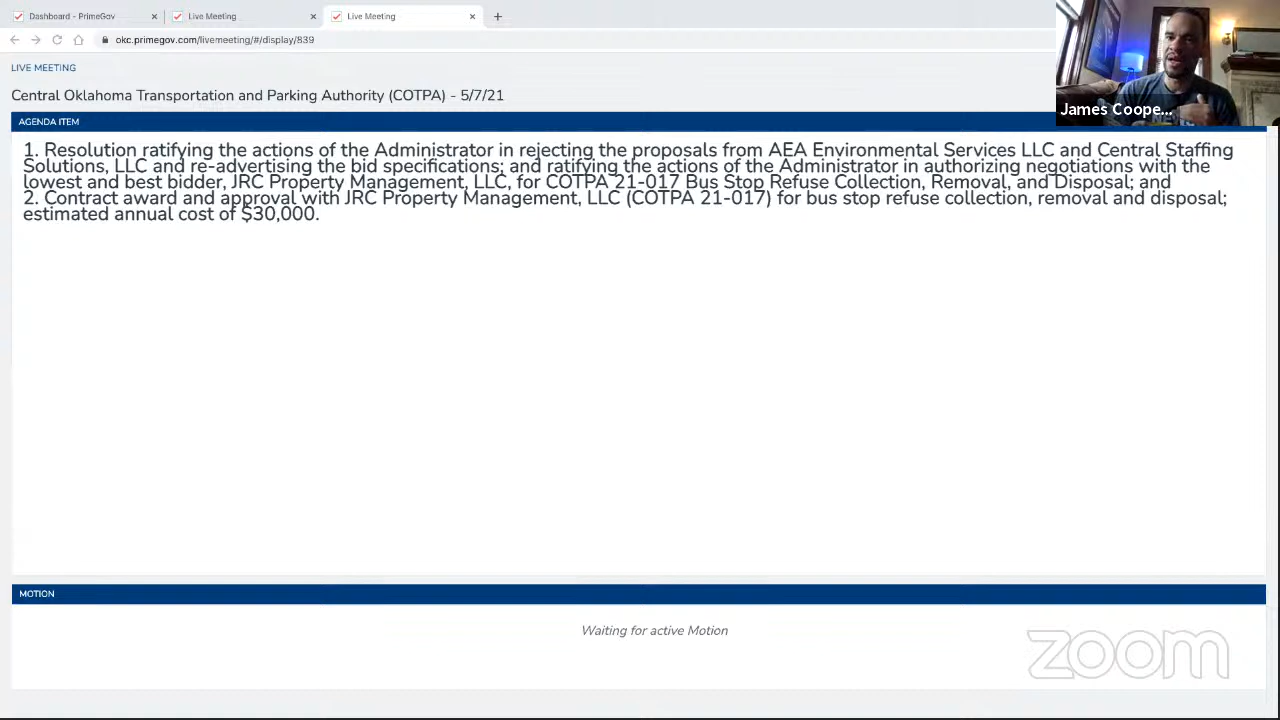 Dashboard - PrimeGov
Live Meeting
Live Meeting
okc.primegov.com/livemeeting/#/display/839
LIVE MEETING
Central Oklahoma Transportation and Parking Authority (COTPA) - 5/7/21
James Coope...
AGENDA ITEM
1. Resolution ratifying the actions of the Administrator in rejecting the proposals from AEA Environmental Services LLC and Central Staffing
Solutions, LLC and re-advertising the bid specifications; and ratifying the actions of the Administrator in authorizing negotiations with the
lowest and best bidder, JRC Property Management, LLC, for COTPA 21-017 Bus Stop Refuse Collection, Removal, and Disposal; and
2. Contract award and approval with JRC Property Management, LLC (COTPA 21-017) for bus stop refuse collection, removal and disposal;
estimated annual cost of $30,000.
MOTION
Waiting for active Motion
zoom